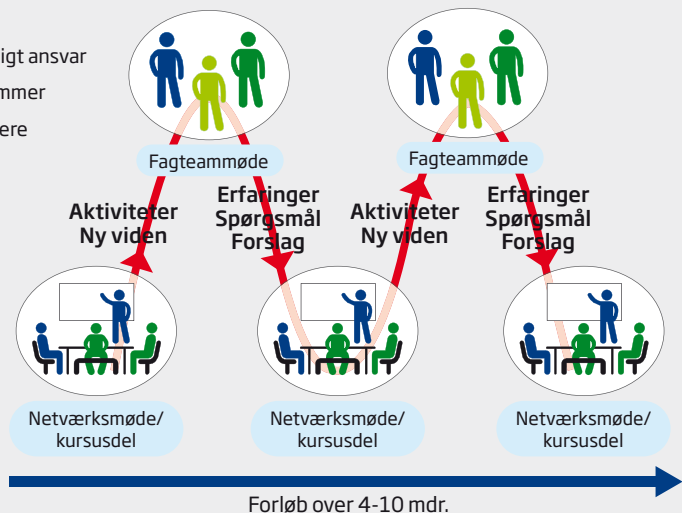 igt ansvar
mmer
ere
Fagteammøde
Fagteammøde
Aktiviteter
Ny viden
Erfaringer
Spørgsmål
Forslag
Aktiviteter
Ny viden
Erfaringer
Spørgsmål
Forslag
Netværksmøde/
kursusdel
Netværksmøde/
kursusdel
Netværksmøde/
kursusdel
Forløb over 4-10 mdr.